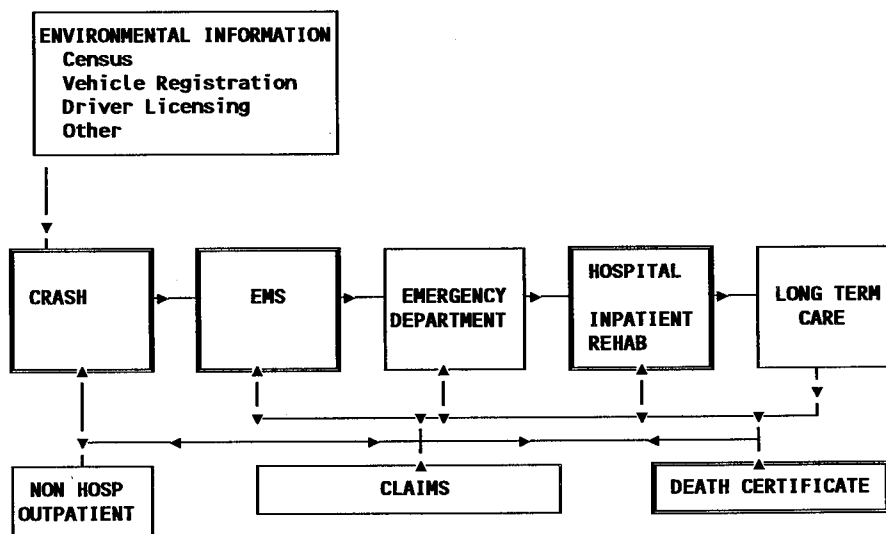 ENVIRONMENTAL INFORMATION
Census
Vehicle Registration
Driver Licensing
Other
CRASH
EMS
EMERGENCY
DEPARTMENT
HOSPITAL
INPATIENT
REHAB
LONG TERM
CARE
NON HOSP
OUTPATIENT
CLAIMS
DEATH CERTIFICATE